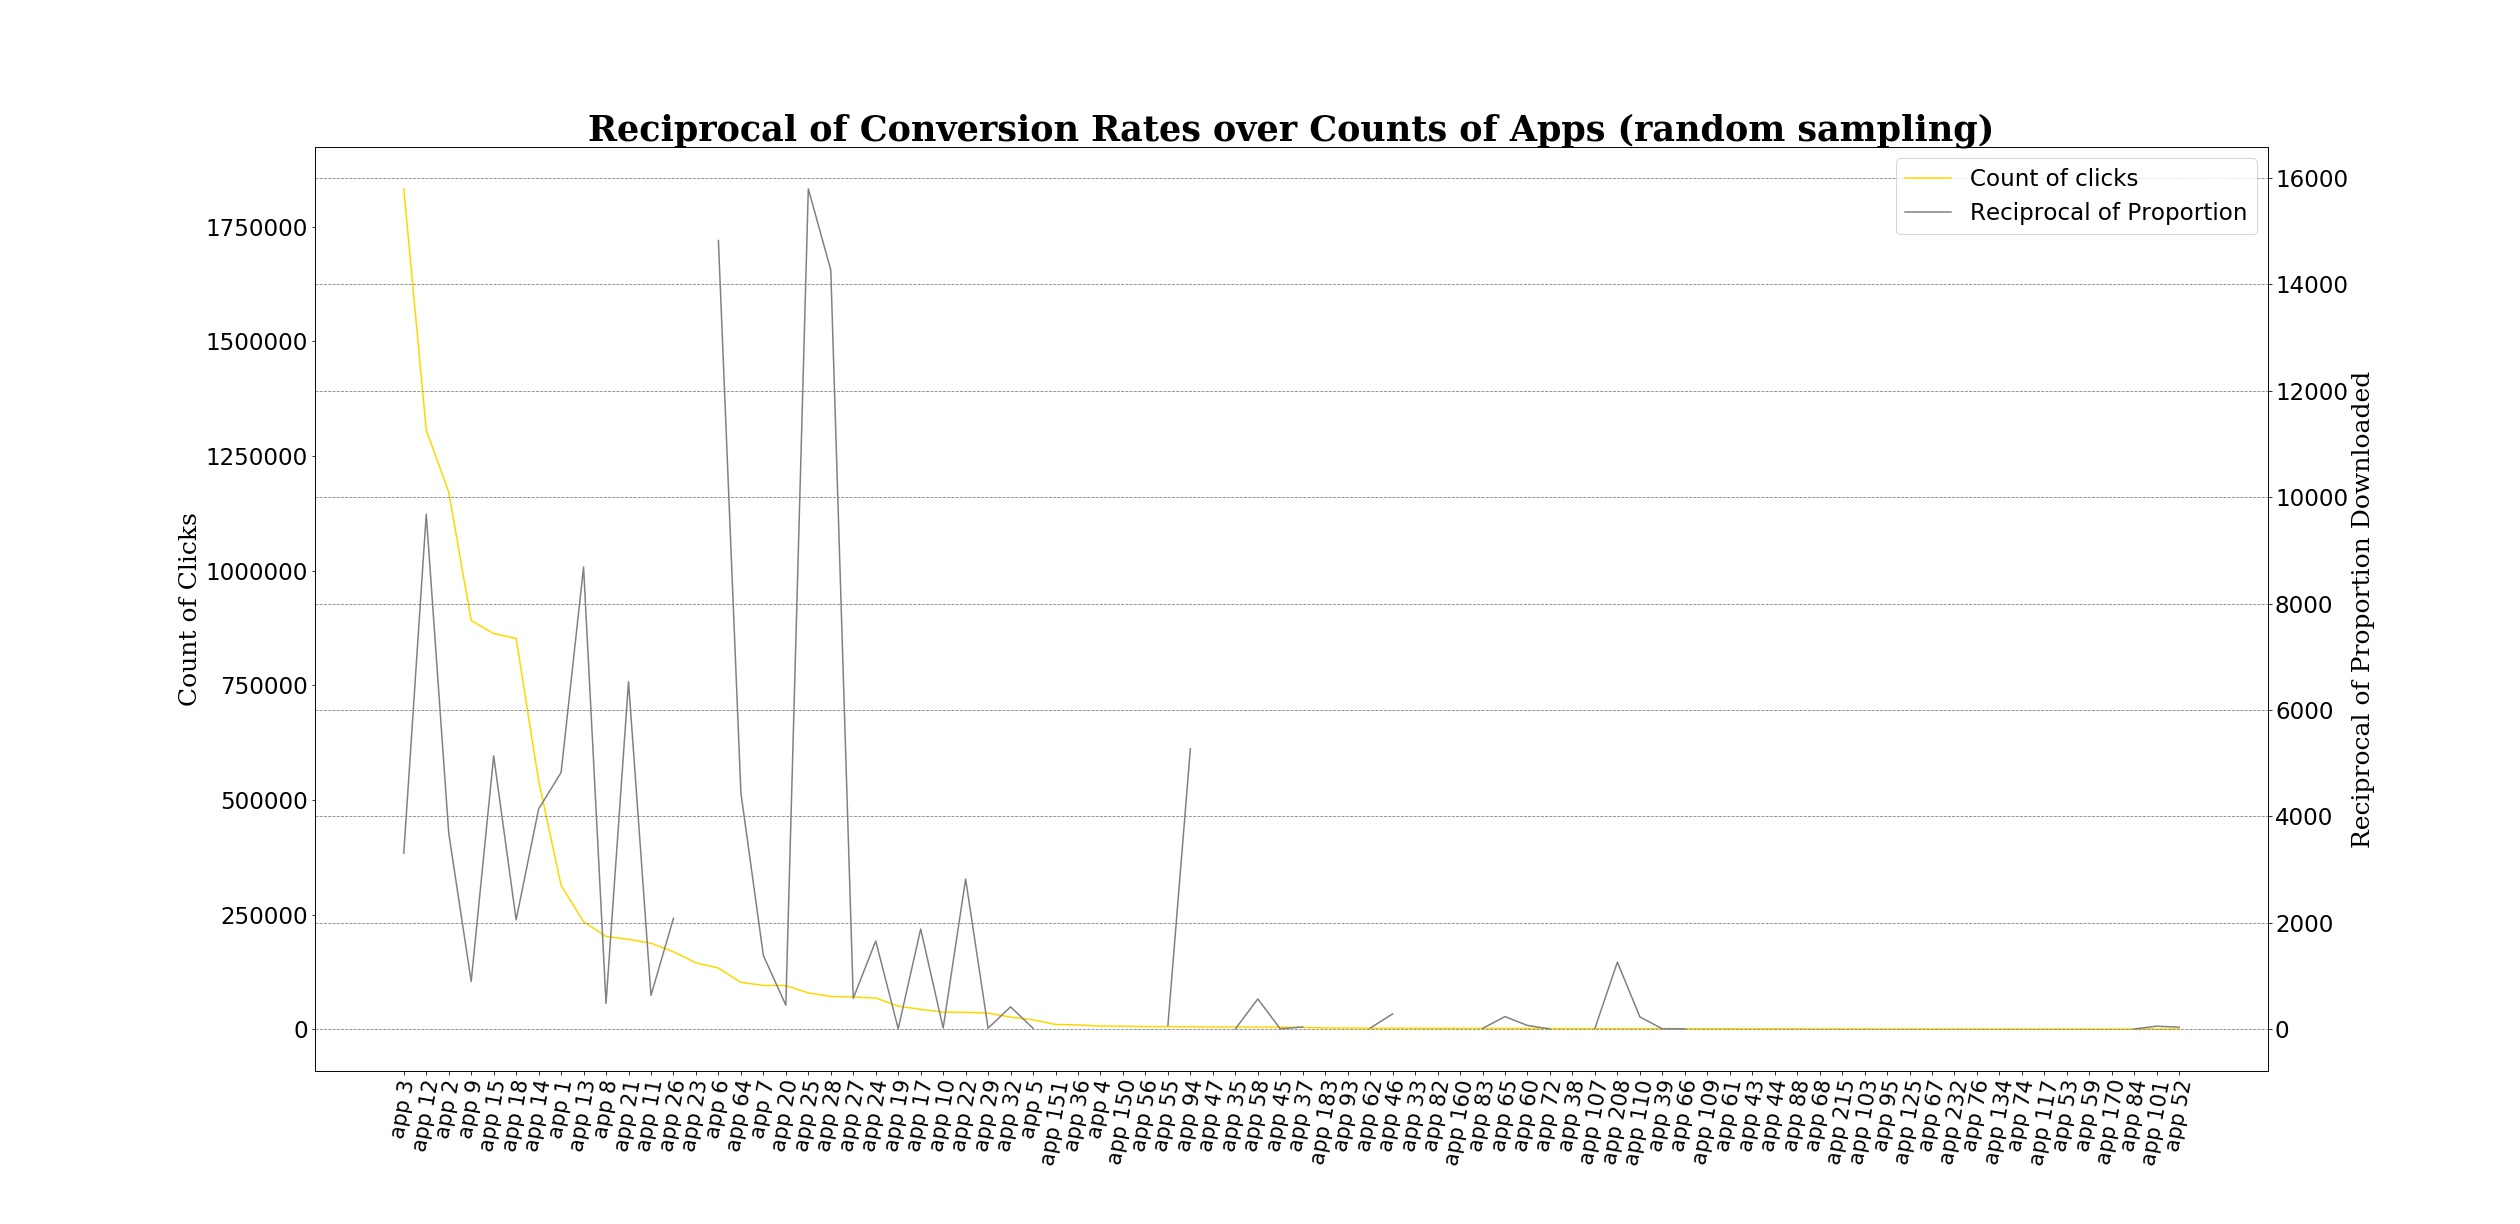 Reciprocal of Conversion Rates over Counts of Apps (random sampling)
Count of clicks
Reciprocal of Proportion
Count of Clicks
1750000
1500000
1250000
1000000
750000
500000
250000
0
16000
14000
12000
10000
8000
6000
4000
2000
0
Reciprocal of Proportion Downloaded
app 3
app 12
app 2
app 9
app 15
app 18
app 14
app 1
app 13
app 8
app 21
app 11
app 26
app 23
app 6
app 64
app 7
app 20
app 25
app 28
app 27
app 24
app 19
app 17
app 10
app 22
app 29
app 32
app 5
app 151
app 36
app 4
app 150
app 56
app 55
app 94
app 47
app 35
app 58
app 45
app 37
app 183
app 93
app 62
app 46
app 33
app 82
app 160
app 83
app 65
app 60
app 72
app 38
app 107
app 208
app 110
app 39
app 66
app 109
app 61
app 43
app 44
app 88
app 68
app 215
app 103
app 95
app 125
app 67
app 232
app 76
app 134
app 74
app 117
app 53
app 59
app 170
app 84
app 101
app 52